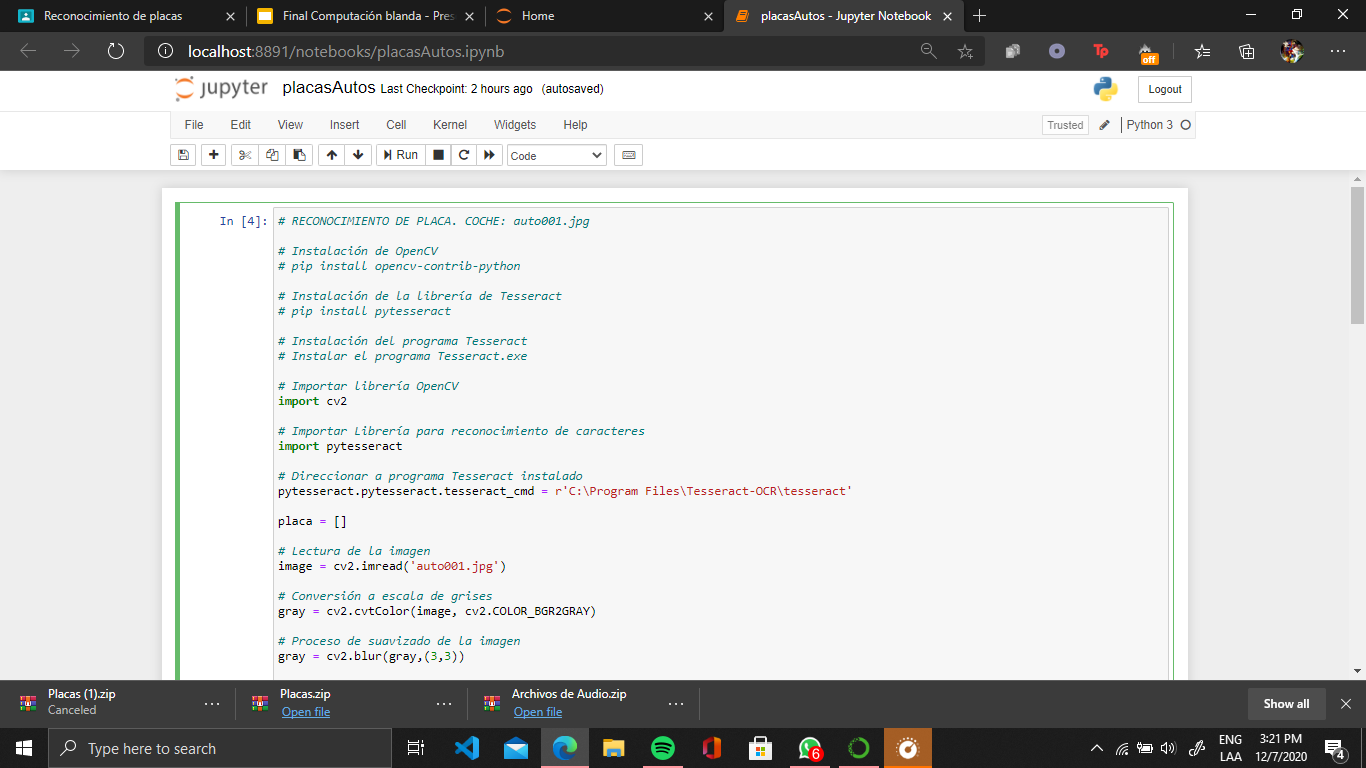 Reconocimiento de placas
Final Computación blanda - Pres
Home
placasAutos - Jupyter Notebook
localhost:8891/notebooks/placasAutos.ipynb
Tp
off
jupyter placasAutos Last Checkpoint: 2 hours ago (autosaved)
Logout
File Edit View Insert Cell Kernel Widgets Help
Trusted
Python 3
Run
Code
In [4]:
# RECONOCIMIENTO DE PLACA. COCHE: auto001.jpg
# Instalación de OpenCV
# pip install opencv-contrib-python
# Instalación de la librería de Tesseract
# pip install pytesseract
# Instalación del programa Tesseract
# Instalar el programa Tesseract.exe
# Importar librería OpenCV
import cv2
# Importar Librería para reconocimiento de caracteres
import pytesseract
# Direccionar a programa Tesseract instalado
pytesseract.pytesseract.tesseract_cmd = r'C:\Program Files\Tesseract-OCR\tesseract'
placa = []
# Lectura de la imagen
image = cv2.imread('auto001.jpg')
# Conversión a escala de grises
gray = cv2.cvtColor(image, cv2.COLOR_BGR2GRAY)
# Proceso de suavizado de la imagen
gray = cv2.blur(gray,(3,3))
Placas (1).zip
Canceled
Placas.zip
Open file
Archivos de Audio.zip
Open file
Show all
Type here to search
6
ENG
LAA
3:21 PM
12/7/2020
4